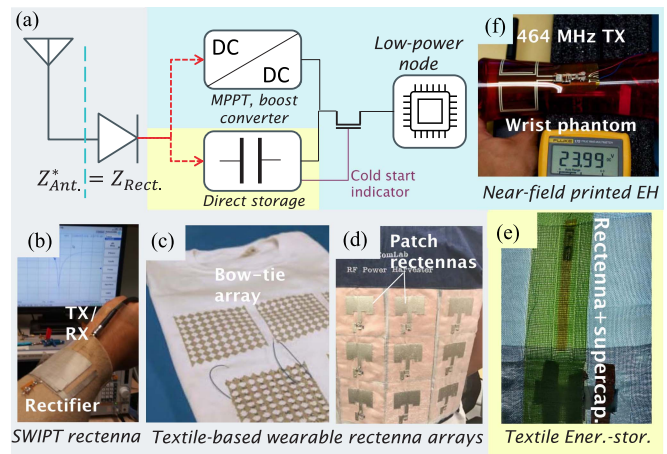 (a)
DC
DC
MPPT, boost
converter
Low-power
node
Z*Ant. = ZRect.
Direct storage
Cold start
indicator
(f)
464 MHz TX
Wrist phantom
FLUKE
23.99
Near-field printed EH
(b)
TX/
RX
Rectifier
SWIPT rectenna
(c)
Bow-tie
array
(d)
Patch
rectennas
omLab
RF Power Harvester
Textile-based wearable rectenna arrays
(e)
Rectenna+supercap.
Textile Ener.-stor.